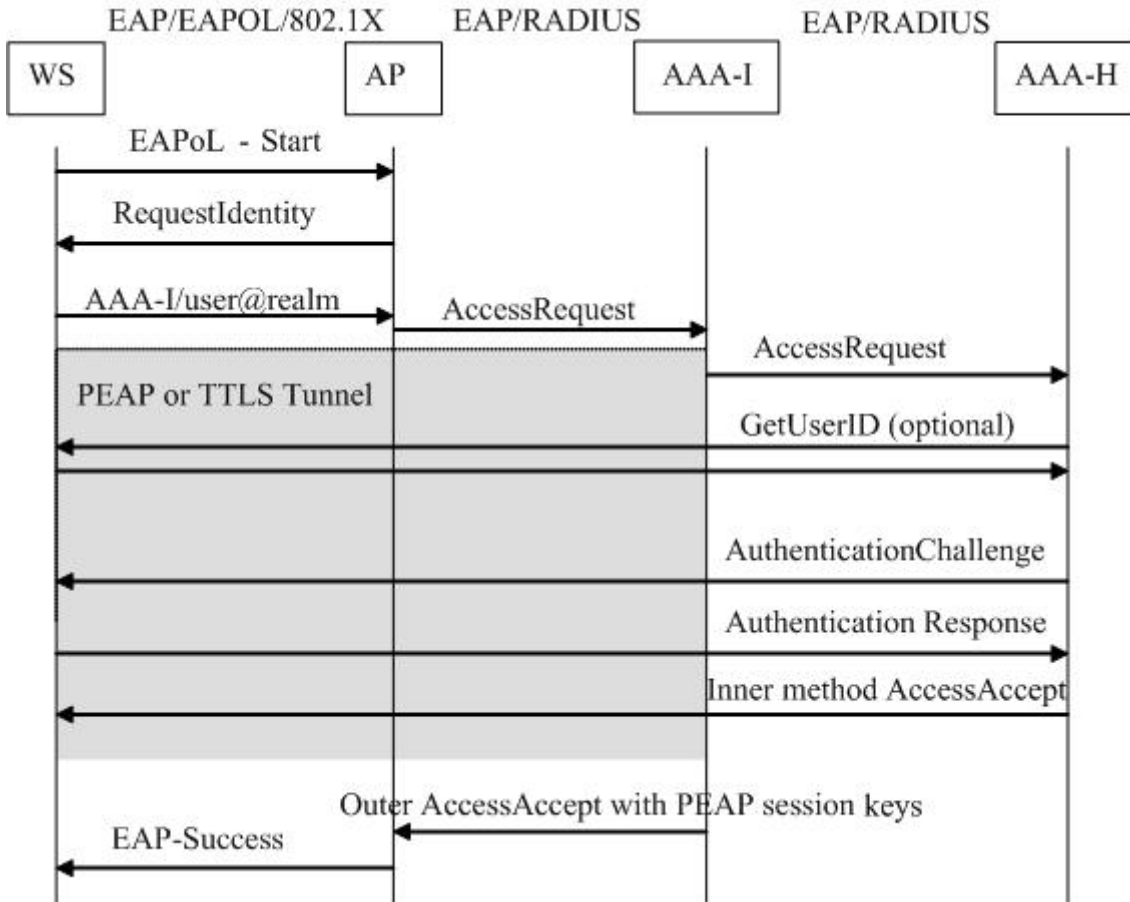 EAP/EAPOL/802.1X EAP/RADIUS EAP/RADIUS
WS AP AAA-I AAA-H
EAPoL - Start
RequestIdentity
AAA-I/user@realm
AccessRequest
AccessRequest
PEAP or TTLS Tunnel
GetUserID (optional)
AuthenticationChallenge
Authentication Response
Inner method AccessAccept
Outer AccessAccept with PEAP session keys
EAP-Success